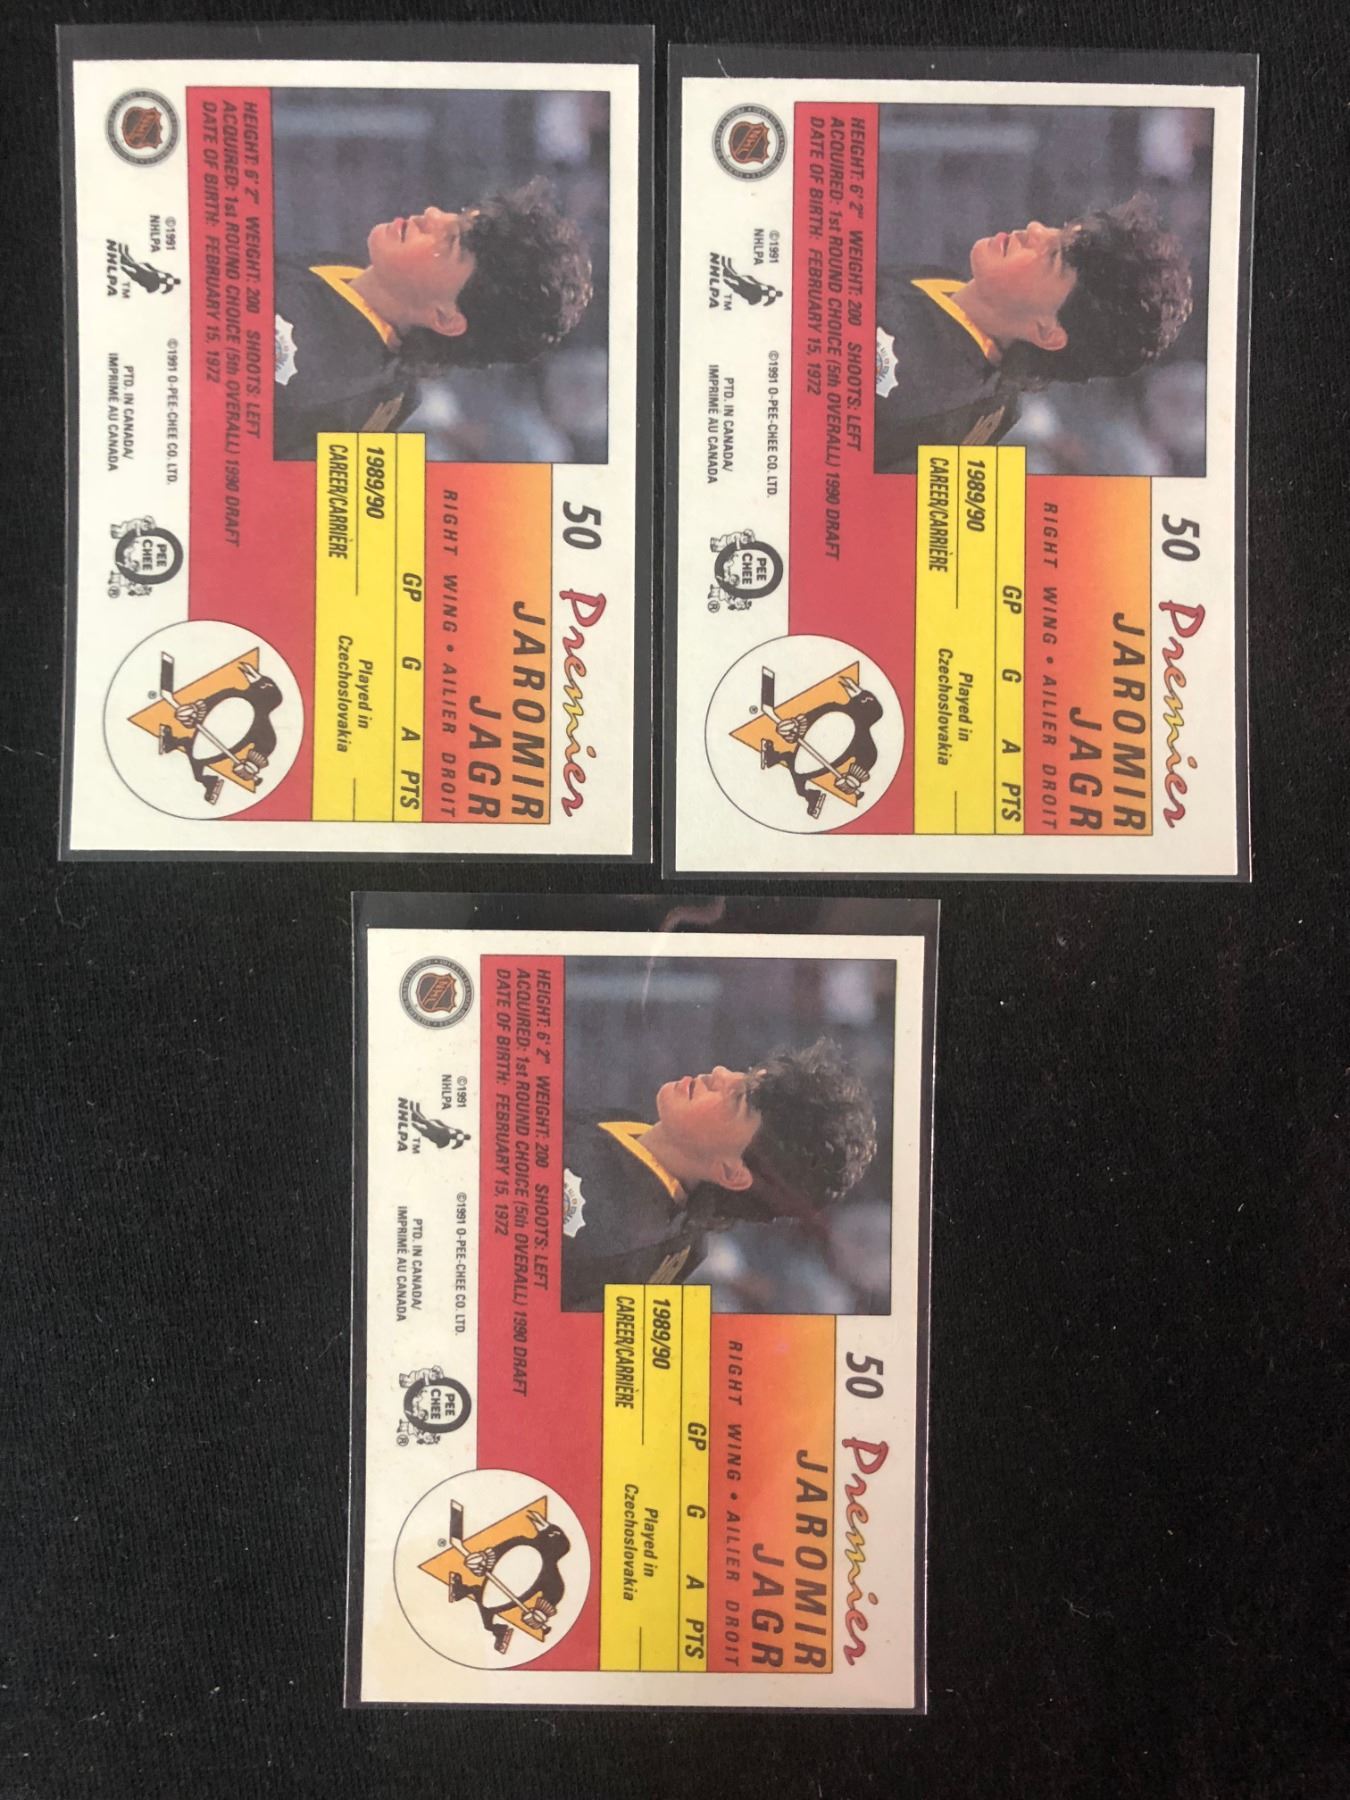 50 Premier
JAROMIR
JAGR
RIGHT WING • AILIER DROIT
GP G A PTS
1989/90 Played in
CAREER/CARRIÈRE Czechoslovakia
HEIGHT: 6' 2" WEIGHT: 200 SHOOTS: LEFT
ACQUIRED: 1st ROUND CHOICE (5th OVERALL) 1990 DRAFT
DATE OF BIRTH: FEBRUARY 15, 1972
©1991
NHLPA
NHLPA TM
©1991 O-PEE-CHEE CO. LTD.
PTD. IN CANADA/
IMPRIMÉ AU CANADA
O PEE
CHEE ®
®
50 Premier
JAROMIR
JAGR
RIGHT WING • AILIER DROIT
GP G A PTS
1989/90 Played in
CAREER/CARRIÈRE Czechoslovakia
HEIGHT: 6' 2" WEIGHT: 200 SHOOTS: LEFT
ACQUIRED: 1st ROUND CHOICE (5th OVERALL) 1990 DRAFT
DATE OF BIRTH: FEBRUARY 15, 1972
©1991
NHLPA
NHLPA TM
©1991 O-PEE-CHEE CO. LTD.
PTD. IN CANADA/
IMPRIMÉ AU CANADA
O PEE
CHEE ®
®
50 Premier
JAROMIR
JAGR
RIGHT WING • AILIER DROIT
GP G A PTS
1989/90 Played in
CAREER/CARRIÈRE Czechoslovakia
HEIGHT: 6' 2" WEIGHT: 200 SHOOTS: LEFT
ACQUIRED: 1st ROUND CHOICE (5th OVERALL) 1990 DRAFT
DATE OF BIRTH: FEBRUARY 15, 1972
©1991
NHLPA
NHLPA TM
©1991 O-PEE-CHEE CO. LTD.
PTD. IN CANADA/
IMPRIMÉ AU CANADA
O PEE
CHEE ®
®